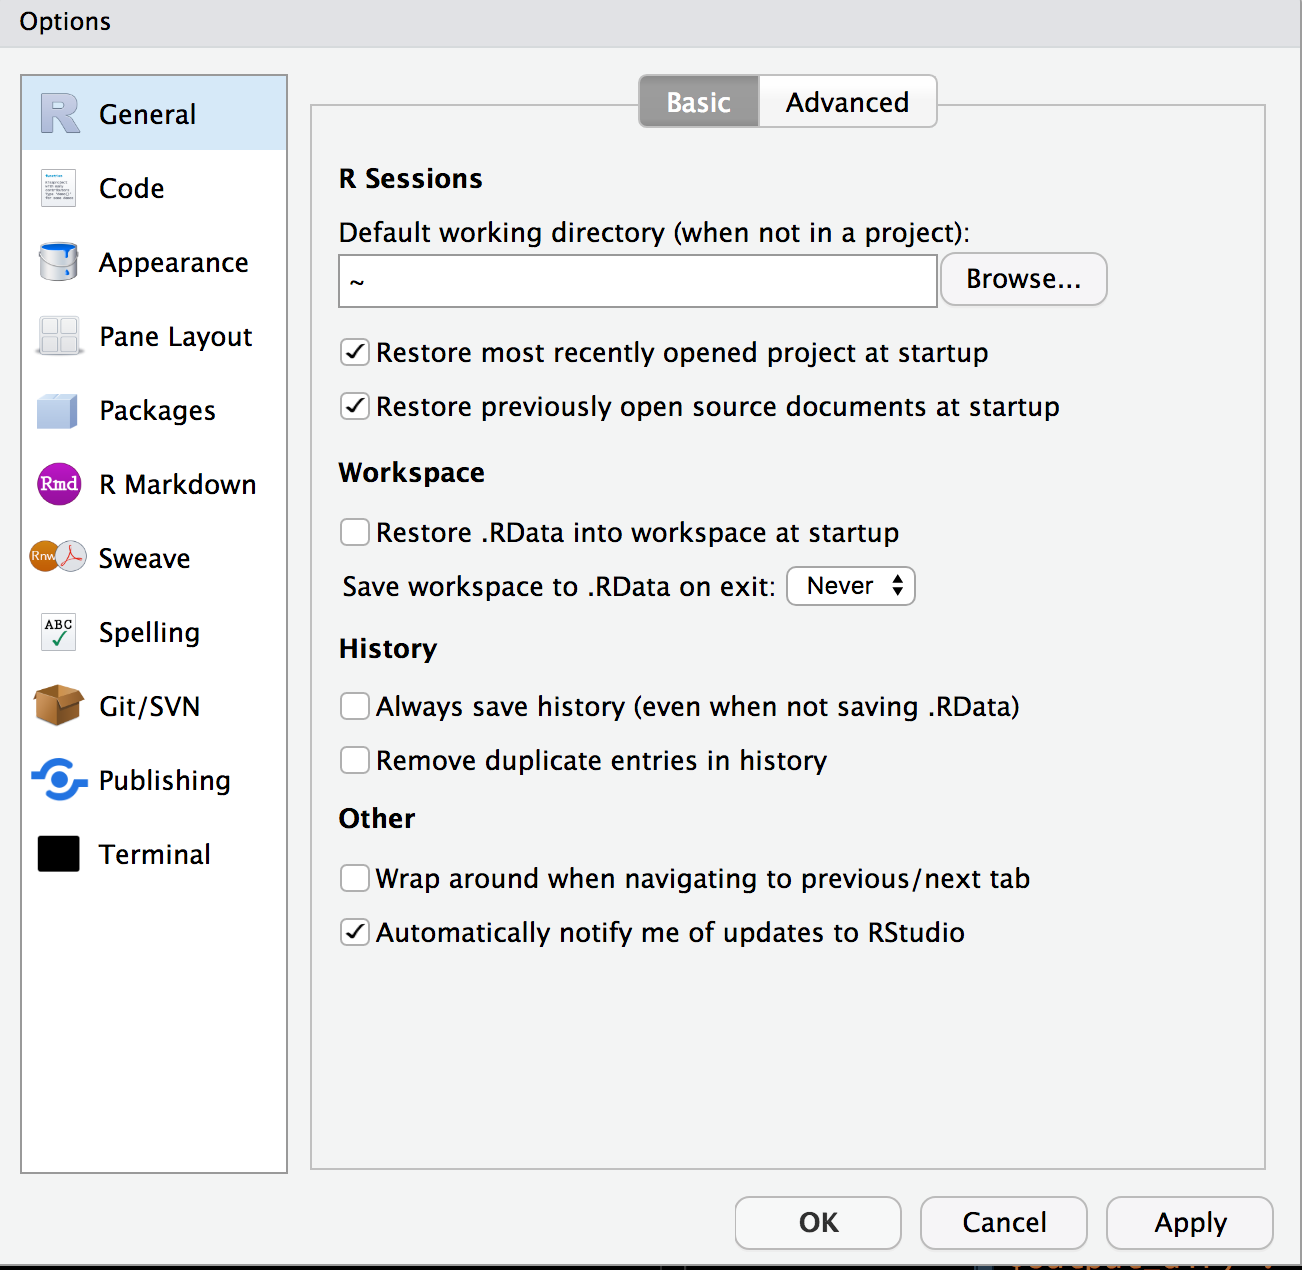 Options
General
Code
Appearance
Pane Layout
Packages
Rmd
R Markdown
Rnw
Sweave
ABC
Spelling
Git/SVN
Publishing
Terminal
Basic
Advanced
R Sessions
Default working directory (when not in a project):
~
Browse...
Restore most recently opened project at startup
Restore previously open source documents at startup
Workspace
Restore .RData into workspace at startup
Save workspace to .RData on exit: Never
History
Always save history (even when not saving .RData)
Remove duplicate entries in history
Other
Wrap around when navigating to previous/next tab
Automatically notify me of updates to RStudio
OK
Cancel
Apply